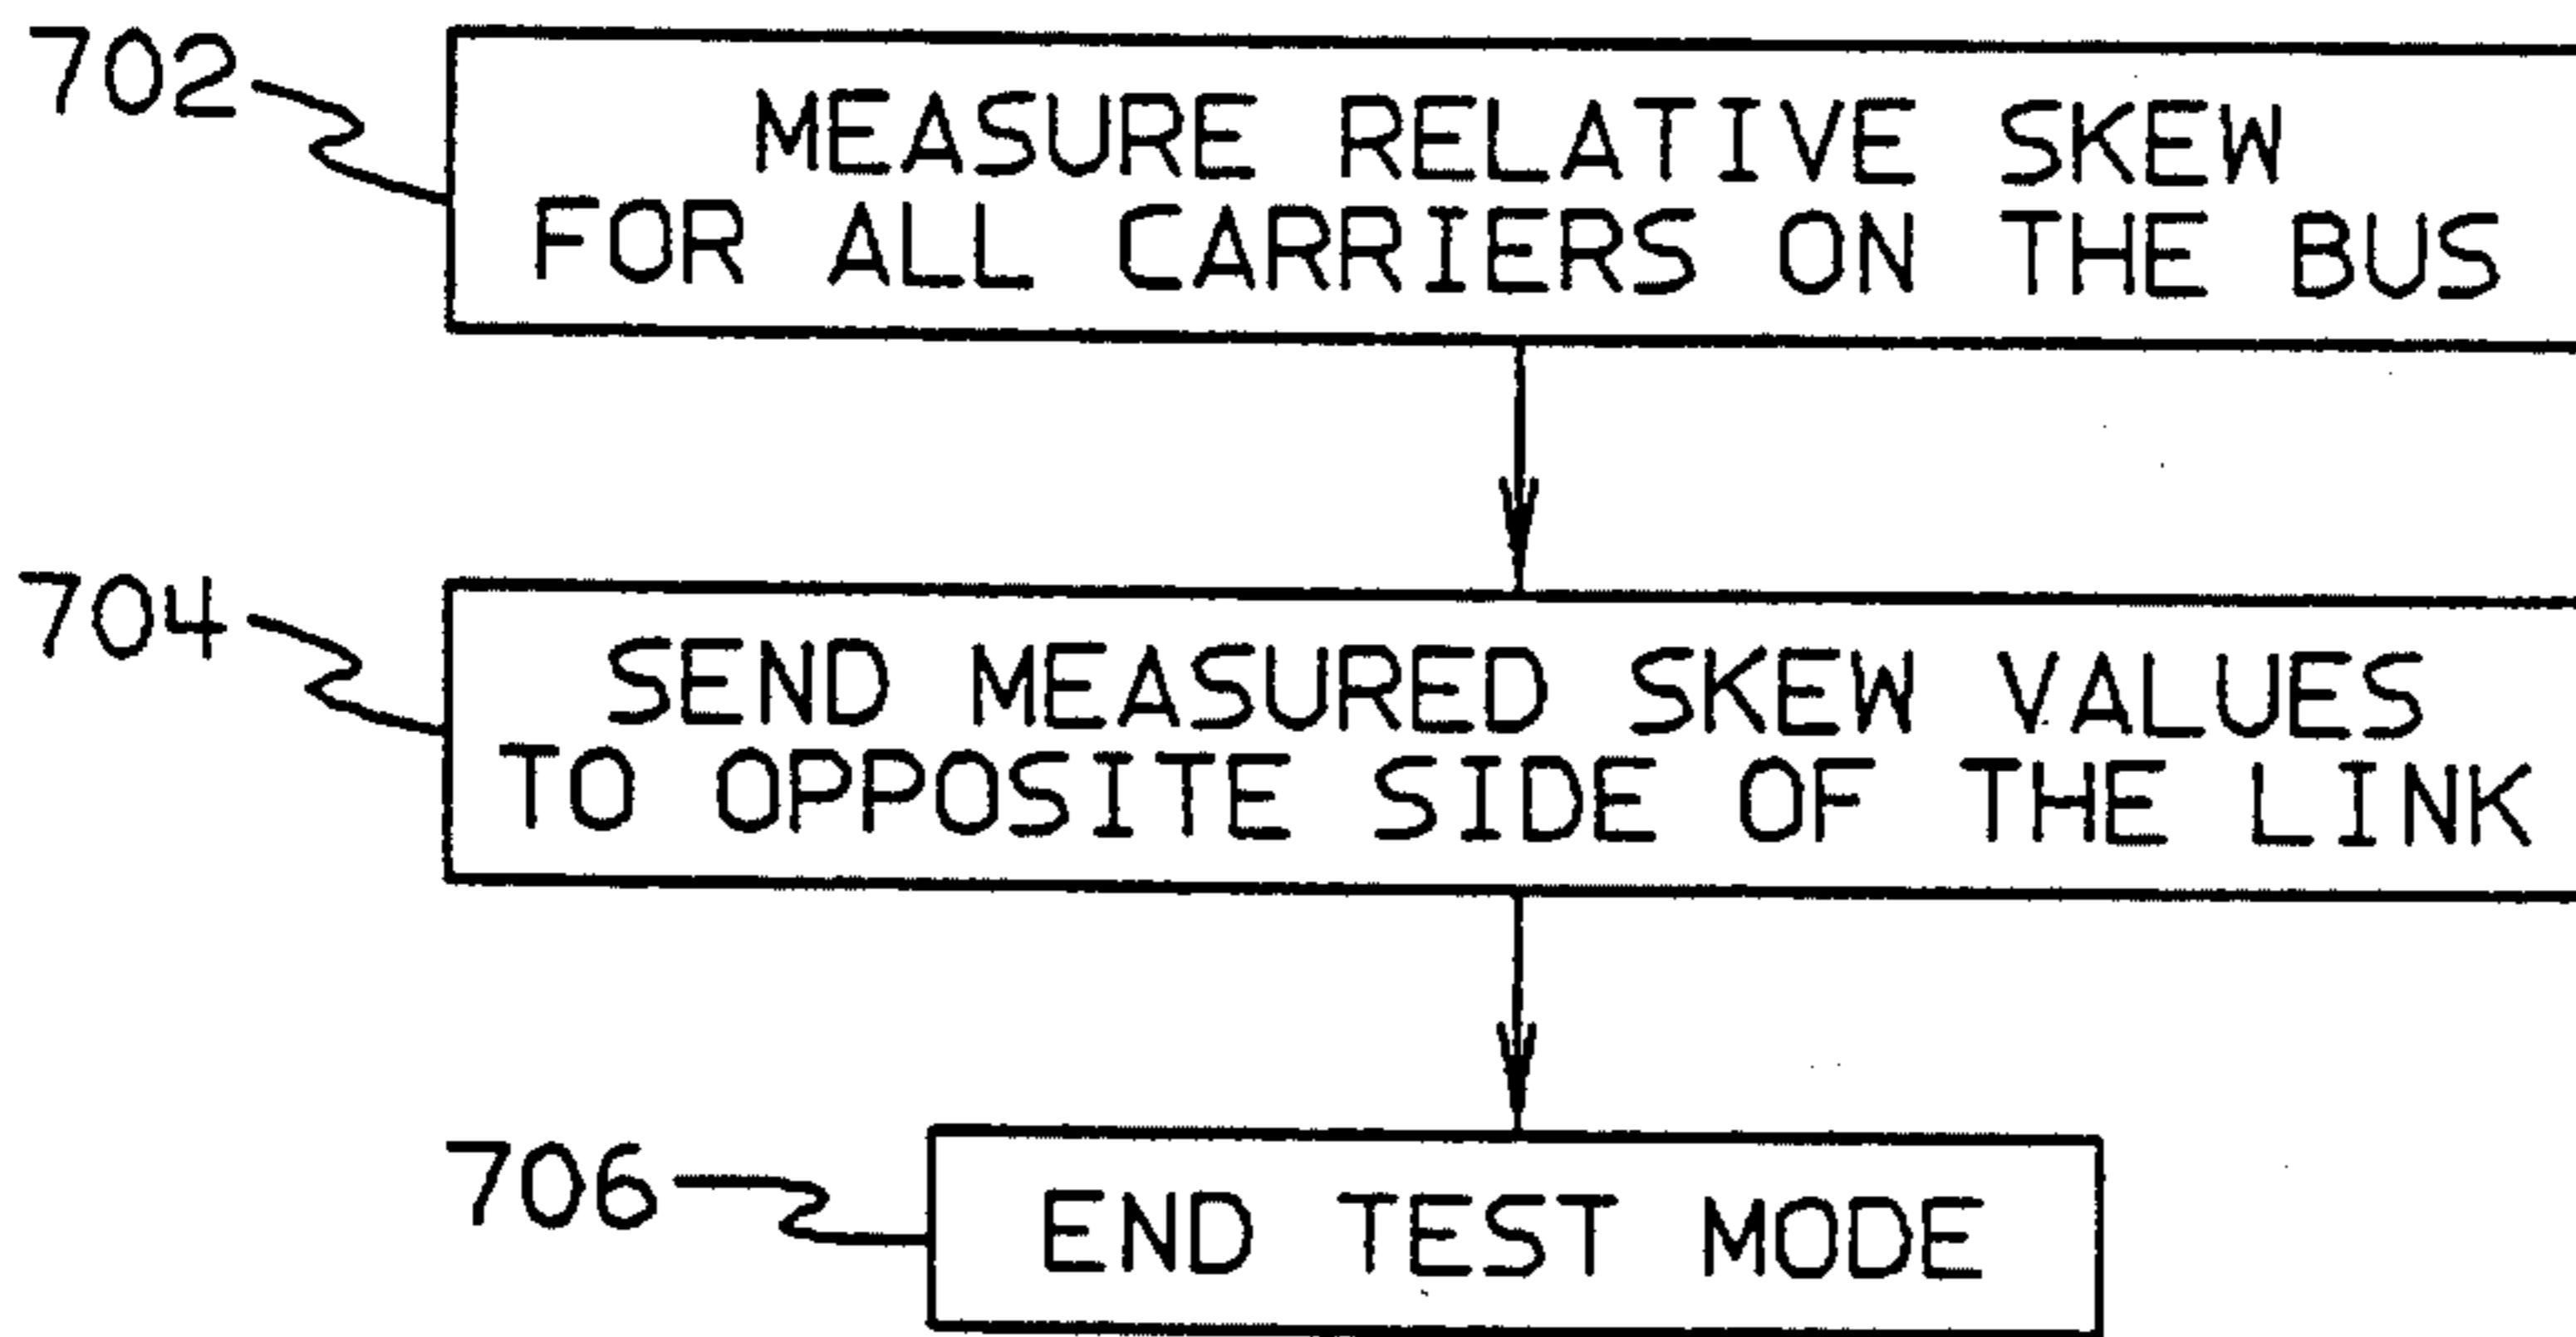 702
MEASURE RELATIVE SKEW
FOR ALL CARRIERS ON THE BUS
704
SEND MEASURED SKEW VALUES
TO OPPOSITE SIDE OF THE LINK
706
END TEST MODE